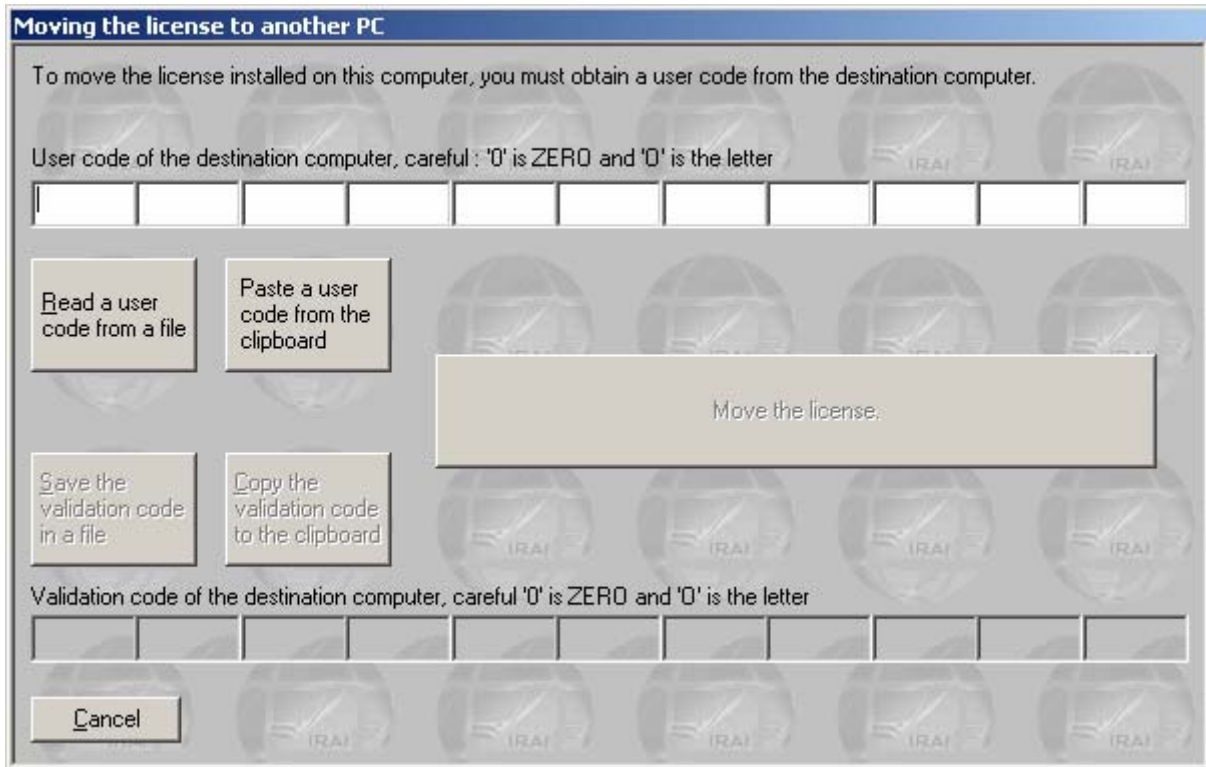 Moving the license to another PC
To move the license installed on this computer, you must obtain a user code from the destination computer.
User code of the destination computer, careful : '0' is ZERO and 'O' is the letter
Read a user
code from a file
Paste a user
code from the
clipboard
Move the license.
Save the
validation code
in a file
Copy the
validation code
to the clipboard
Validation code of the destination computer, careful '0' is ZERO and 'O' is the letter
Cancel
IRAI